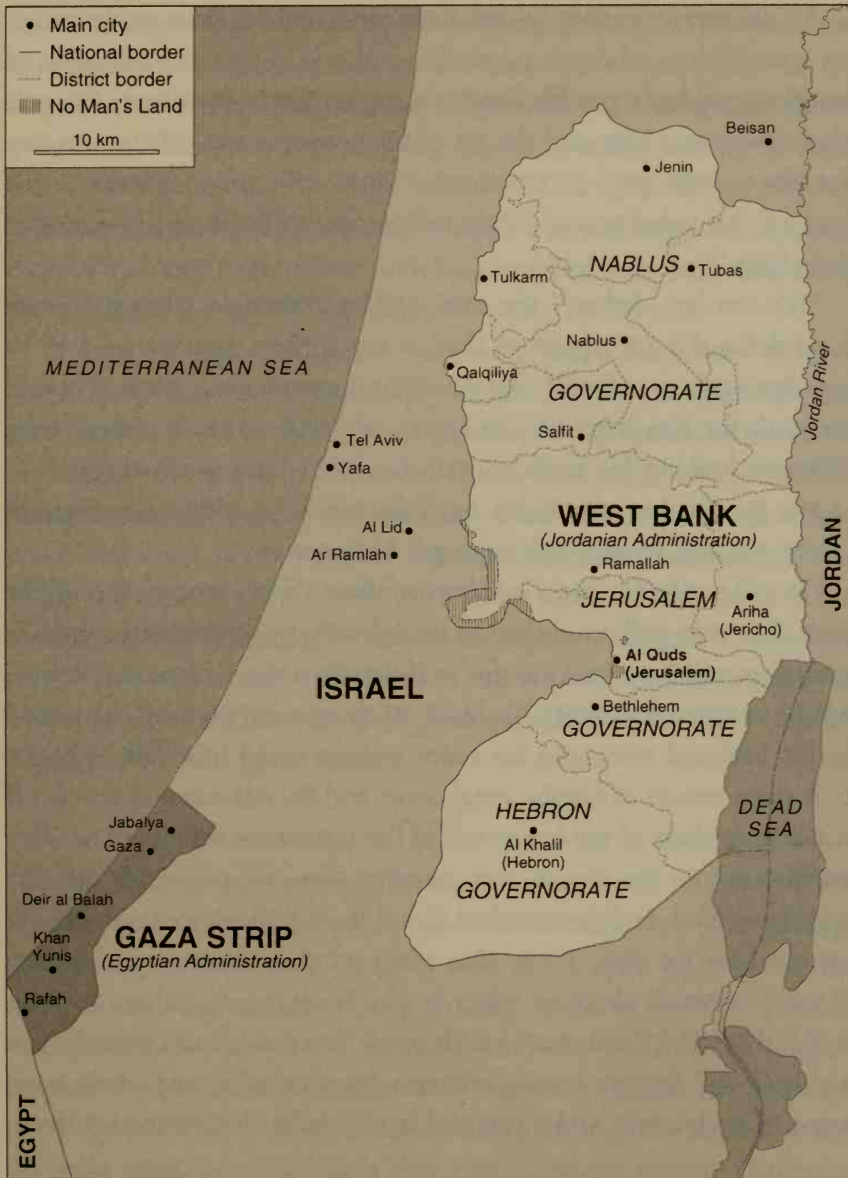 Main city
National border
District border
No Man's Land
10 km
Beisan
Jenin
NABLUS
Tubas
Tulkarm
Nablus
MEDITERRANEAN SEA
Qalqiliya
GOVERNORATE
Jordan River
Salfit
Tel Aviv
Yafa
WEST BANK
(Jordanian Administration)
Al Lid
Ar Ramlah
Ramallah
JERUSALEM
Ariha
(Jericho)
JORDAN
Al Quds
(Jerusalem)
ISRAEL
Bethlehem
GOVERNORATE
HEBRON
Al Khalil
(Hebron)
GOVERNORATE
DEAD
SEA
Jabalya
Gaza
Deir al Balah
GAZA STRIP
(Egyptian Administration)
Khan
Yunis
Rafah
EGYPT